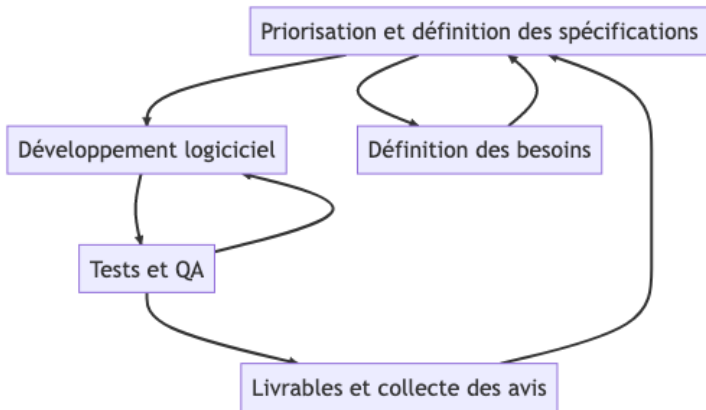 Priorisation et définition des spécifications
Développement logiciciel
Définition des besoins
Tests et QA
Livrables et collecte des avis